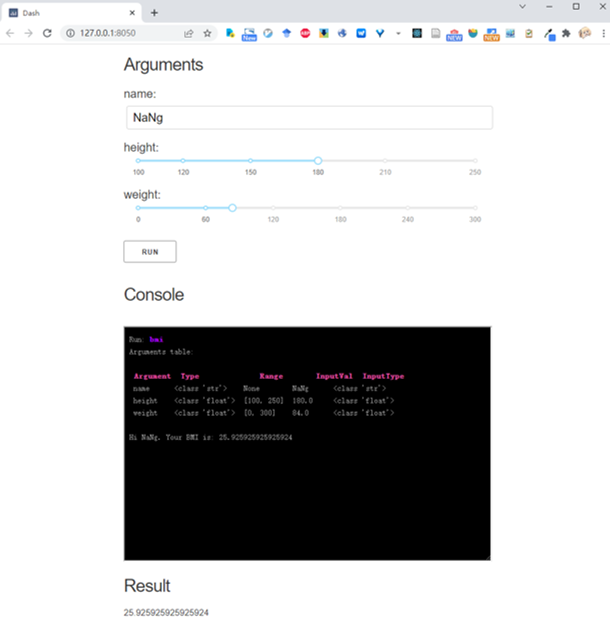 Dash
127.0.0.1:8050
New
NEW
NEW
Arguments
name:
NaNg
height:
100 120 150 180 210 250
weight:
0 60 120 180 240 300
RUN
Console
Run: bmi
Arguments table:
Argument Type Range InputVal InputType
name <class 'str'> None NaNg <class 'str'>
height <class 'float'> [100, 250] 180.0 <class 'float'>
weight <class 'float'> [0, 300] 84.0 <class 'float'>
Hi NaNg. Your BMI is: 25.925925925925924
Result
25.925925925925924